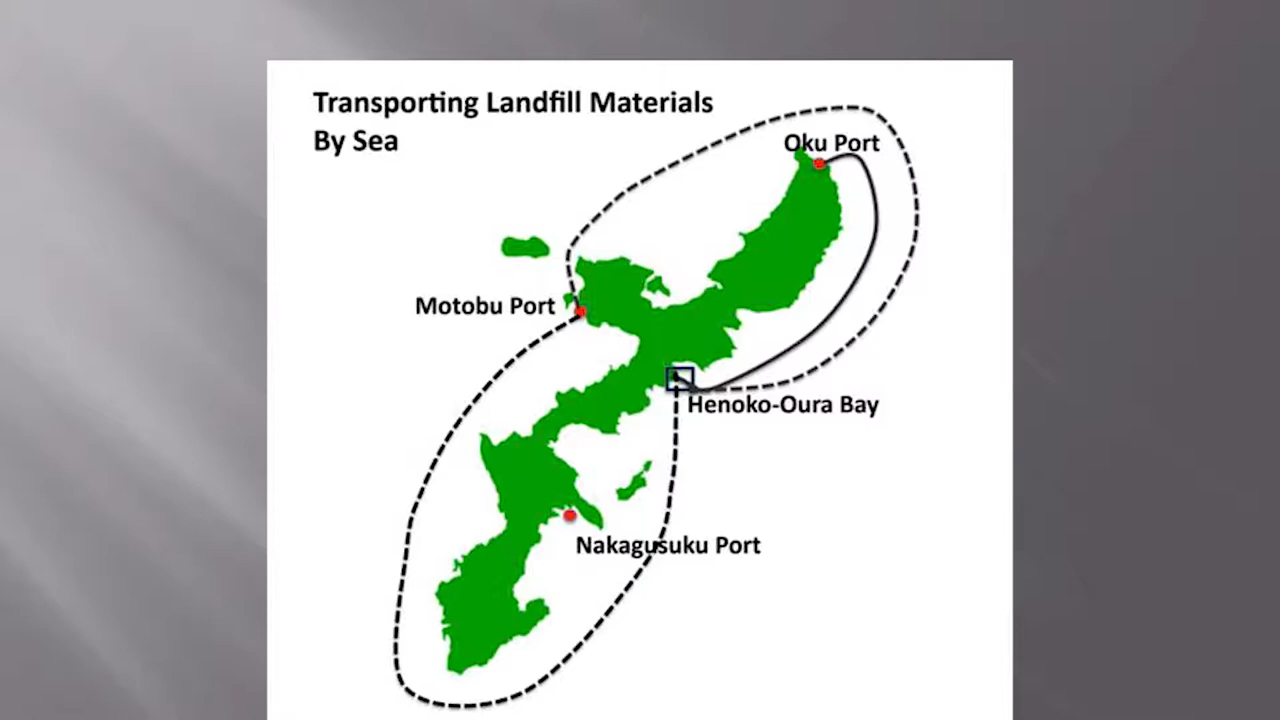 Transporting Landfill Materials
By Sea
Oku Port
Motobu Port
Henoko-Oura Bay
Nakagusuku Port